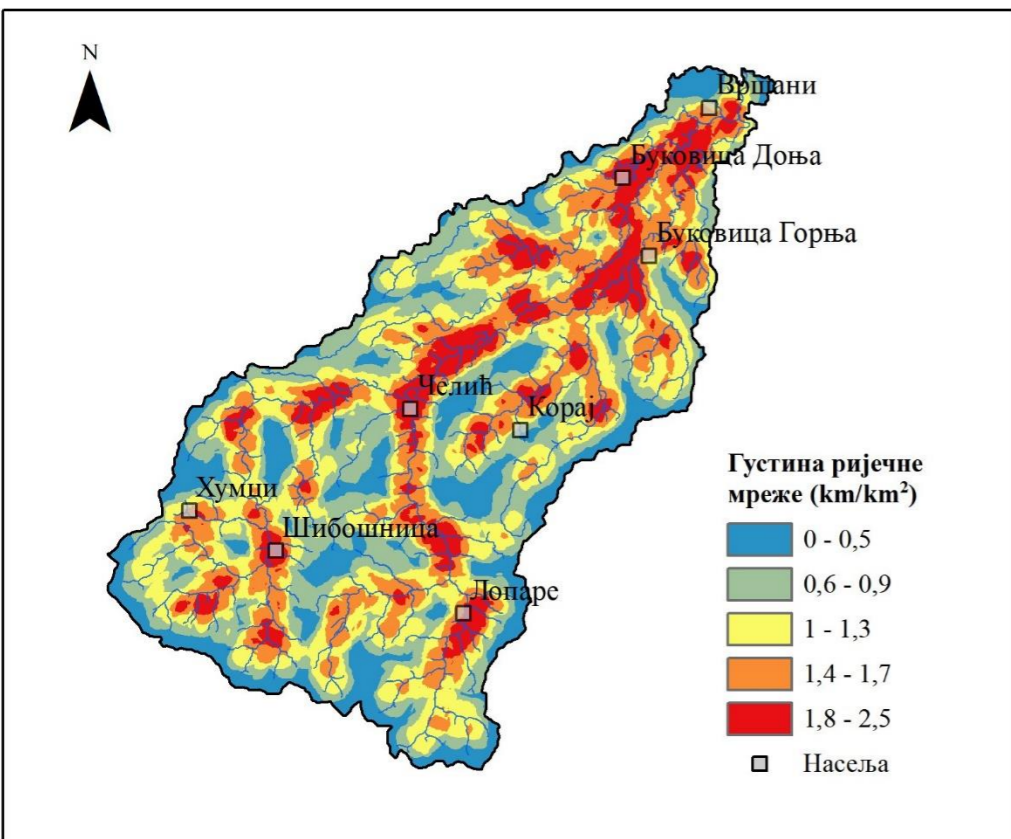 N
Вршани
Буковица Доња
Буковица Горња
Челић
Корај
Хумци
Шибошница
Лопаре
Густина ријечне
мреже (km/km²)
0 - 0,5
0,6 - 0,9
1 - 1,3
1,4 - 1,7
1,8 - 2,5
Насеља